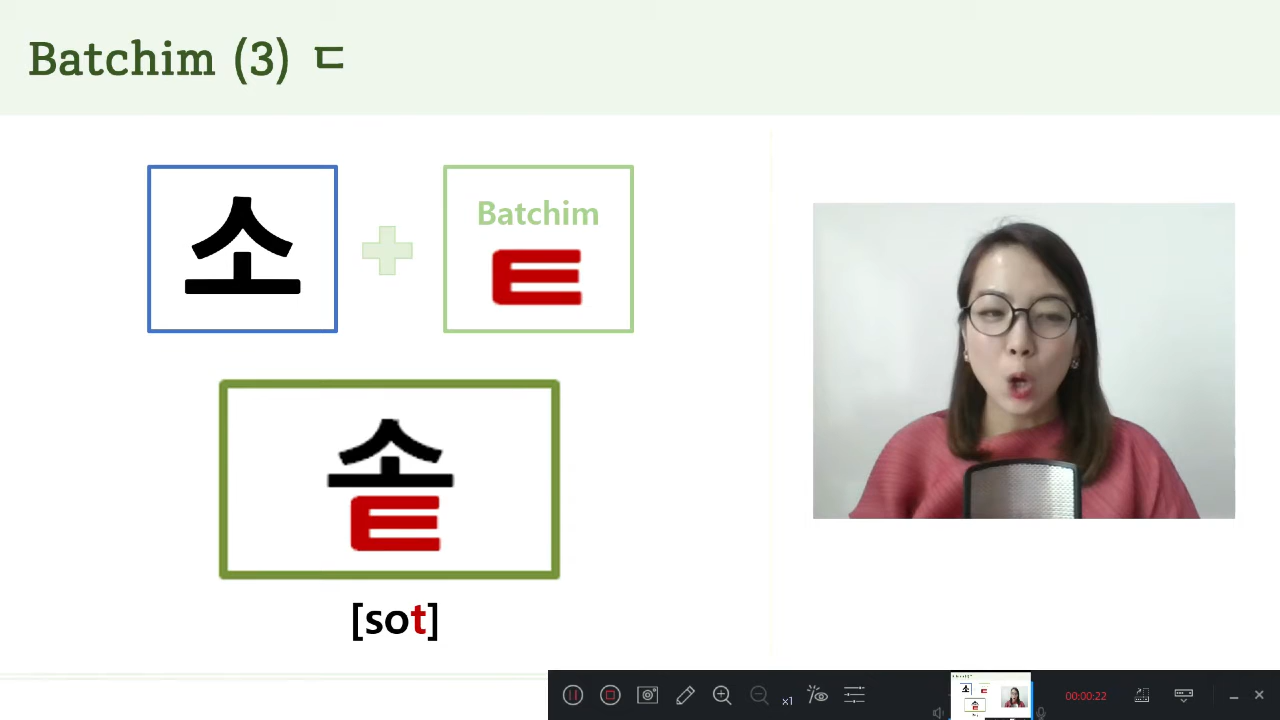 Batchim (3) ㄷ
소
Batchim
ㅌ
솥
[sot]
x1
00:00:22